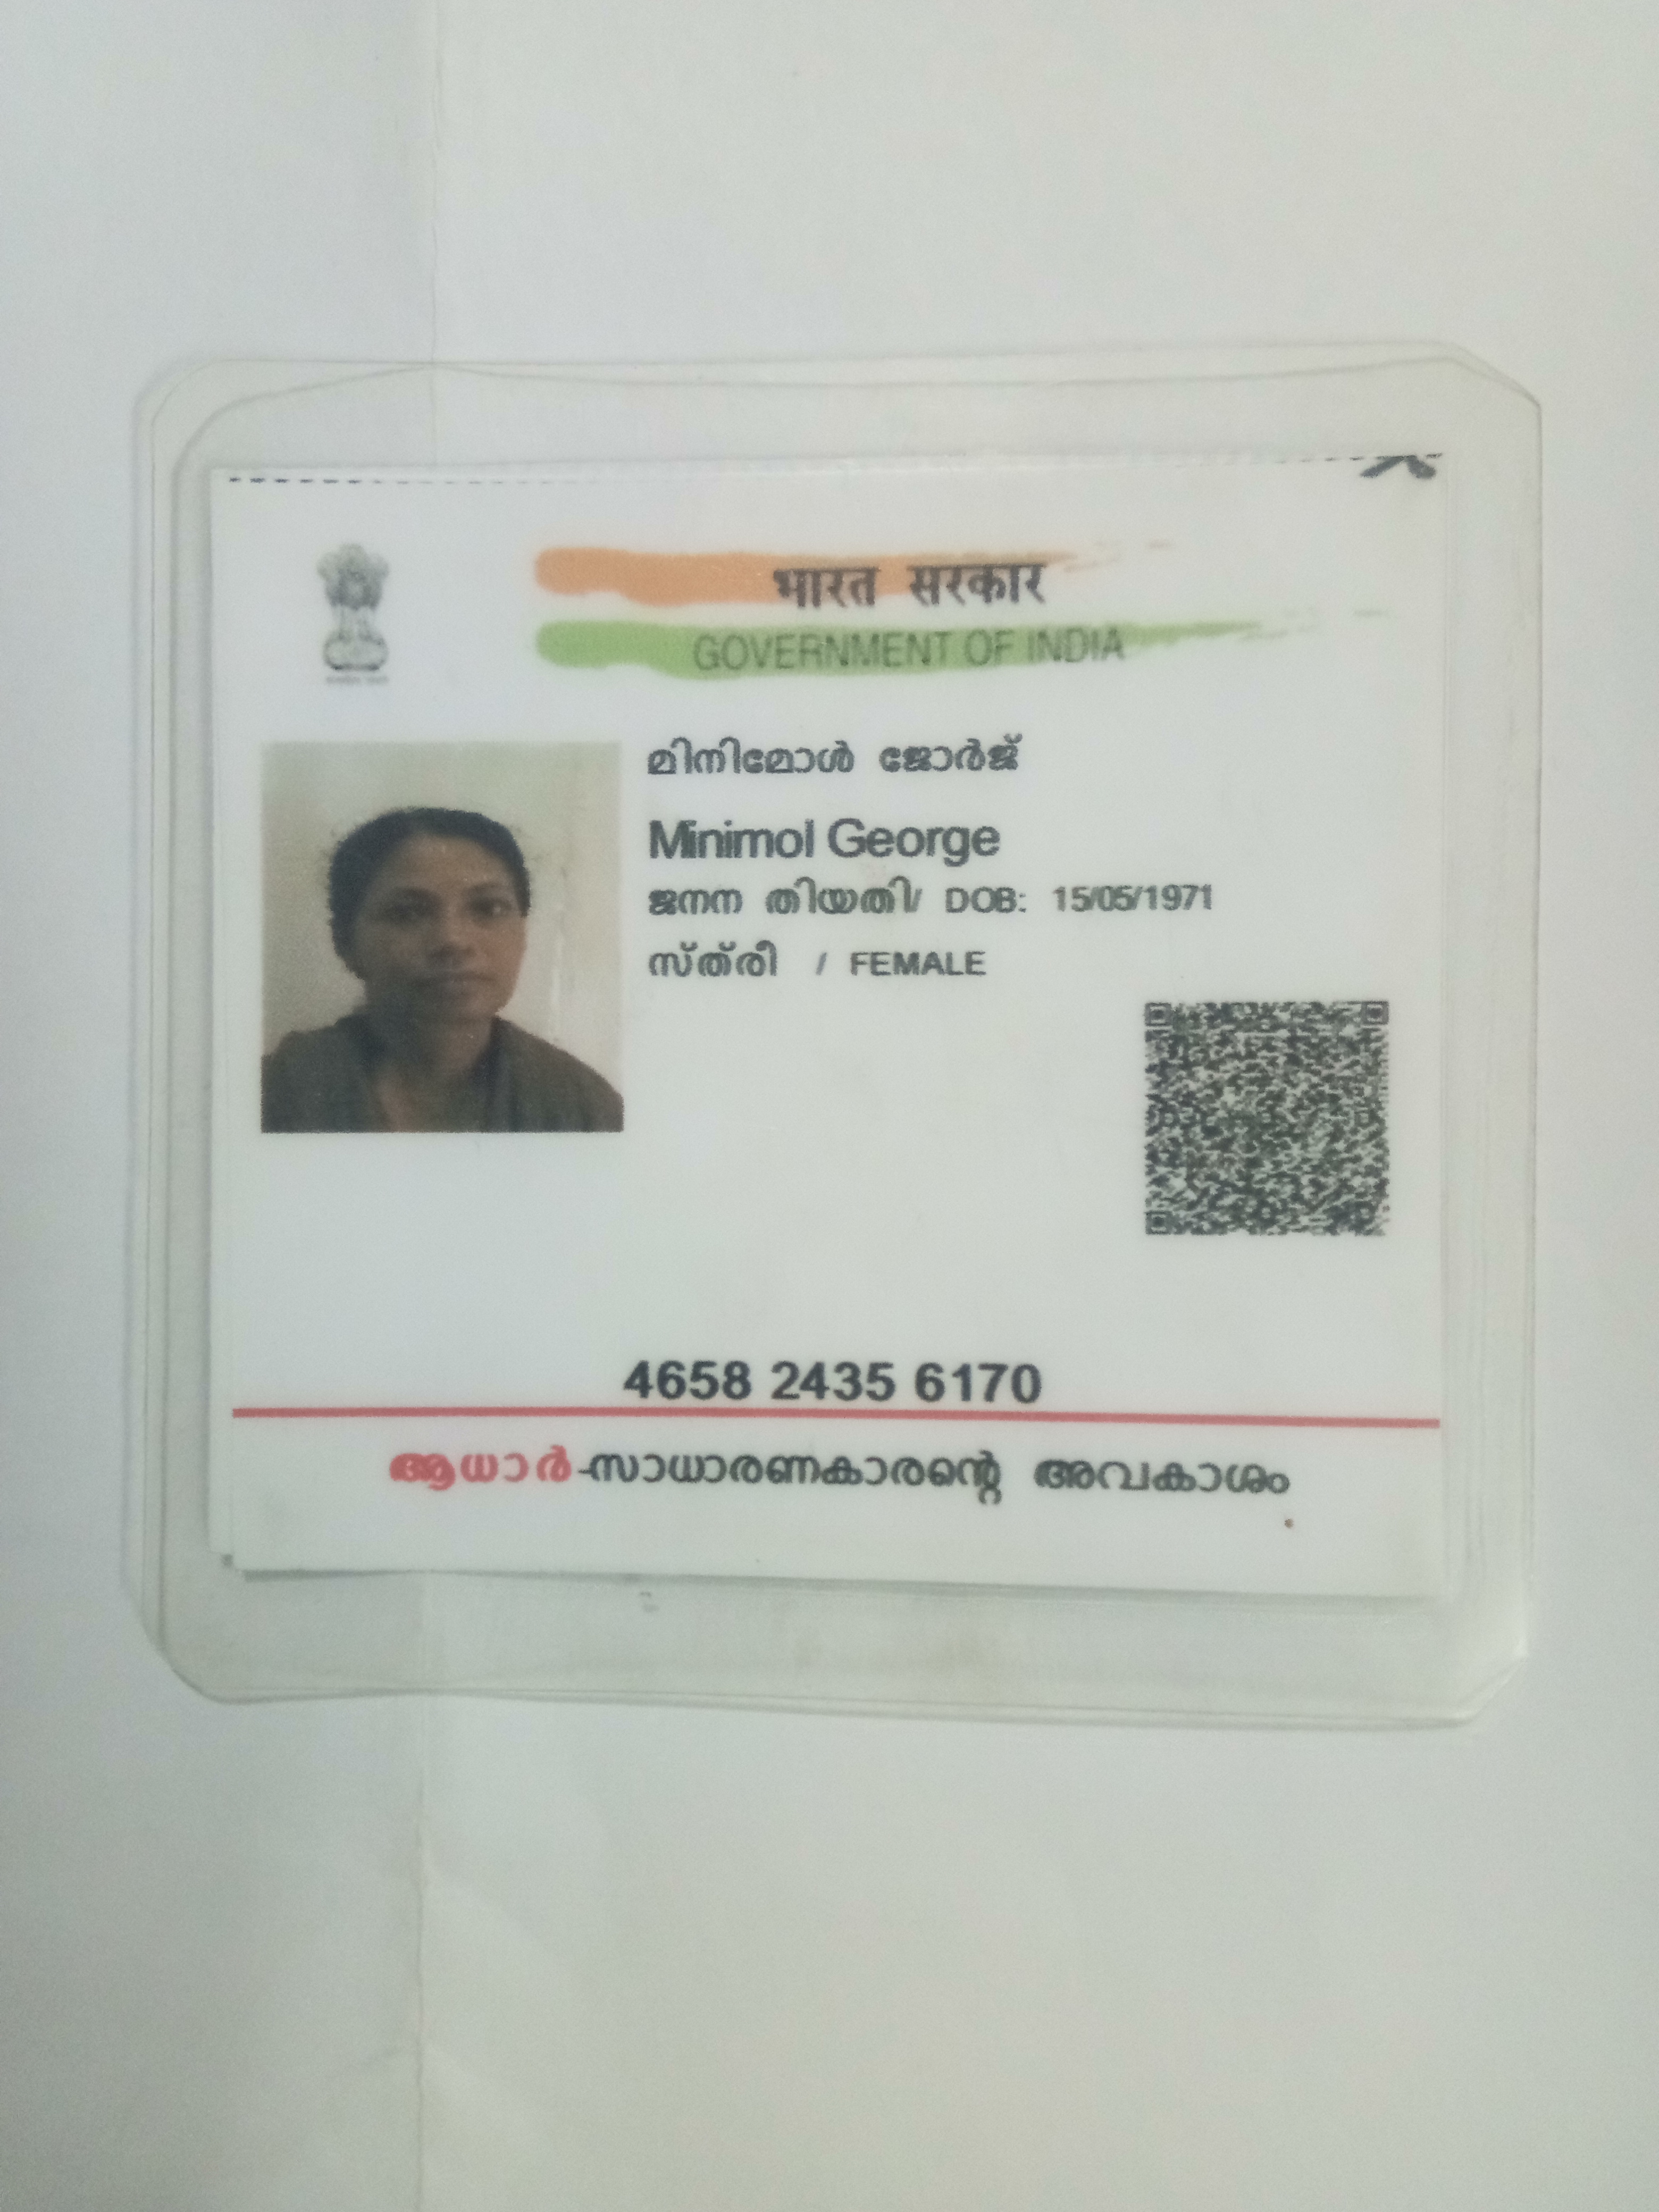 भारत सरकार
GOVERNMENT OF INDIA
മിനിമോൾ ജോർജ്
Minimol George
ജനന തിയതി/ DOB: 15/05/1971
സ്ത്രീ / FEMALE
4658 2435 6170
ആധാർ-സാധാരണകാരന്റെ അവകാശം